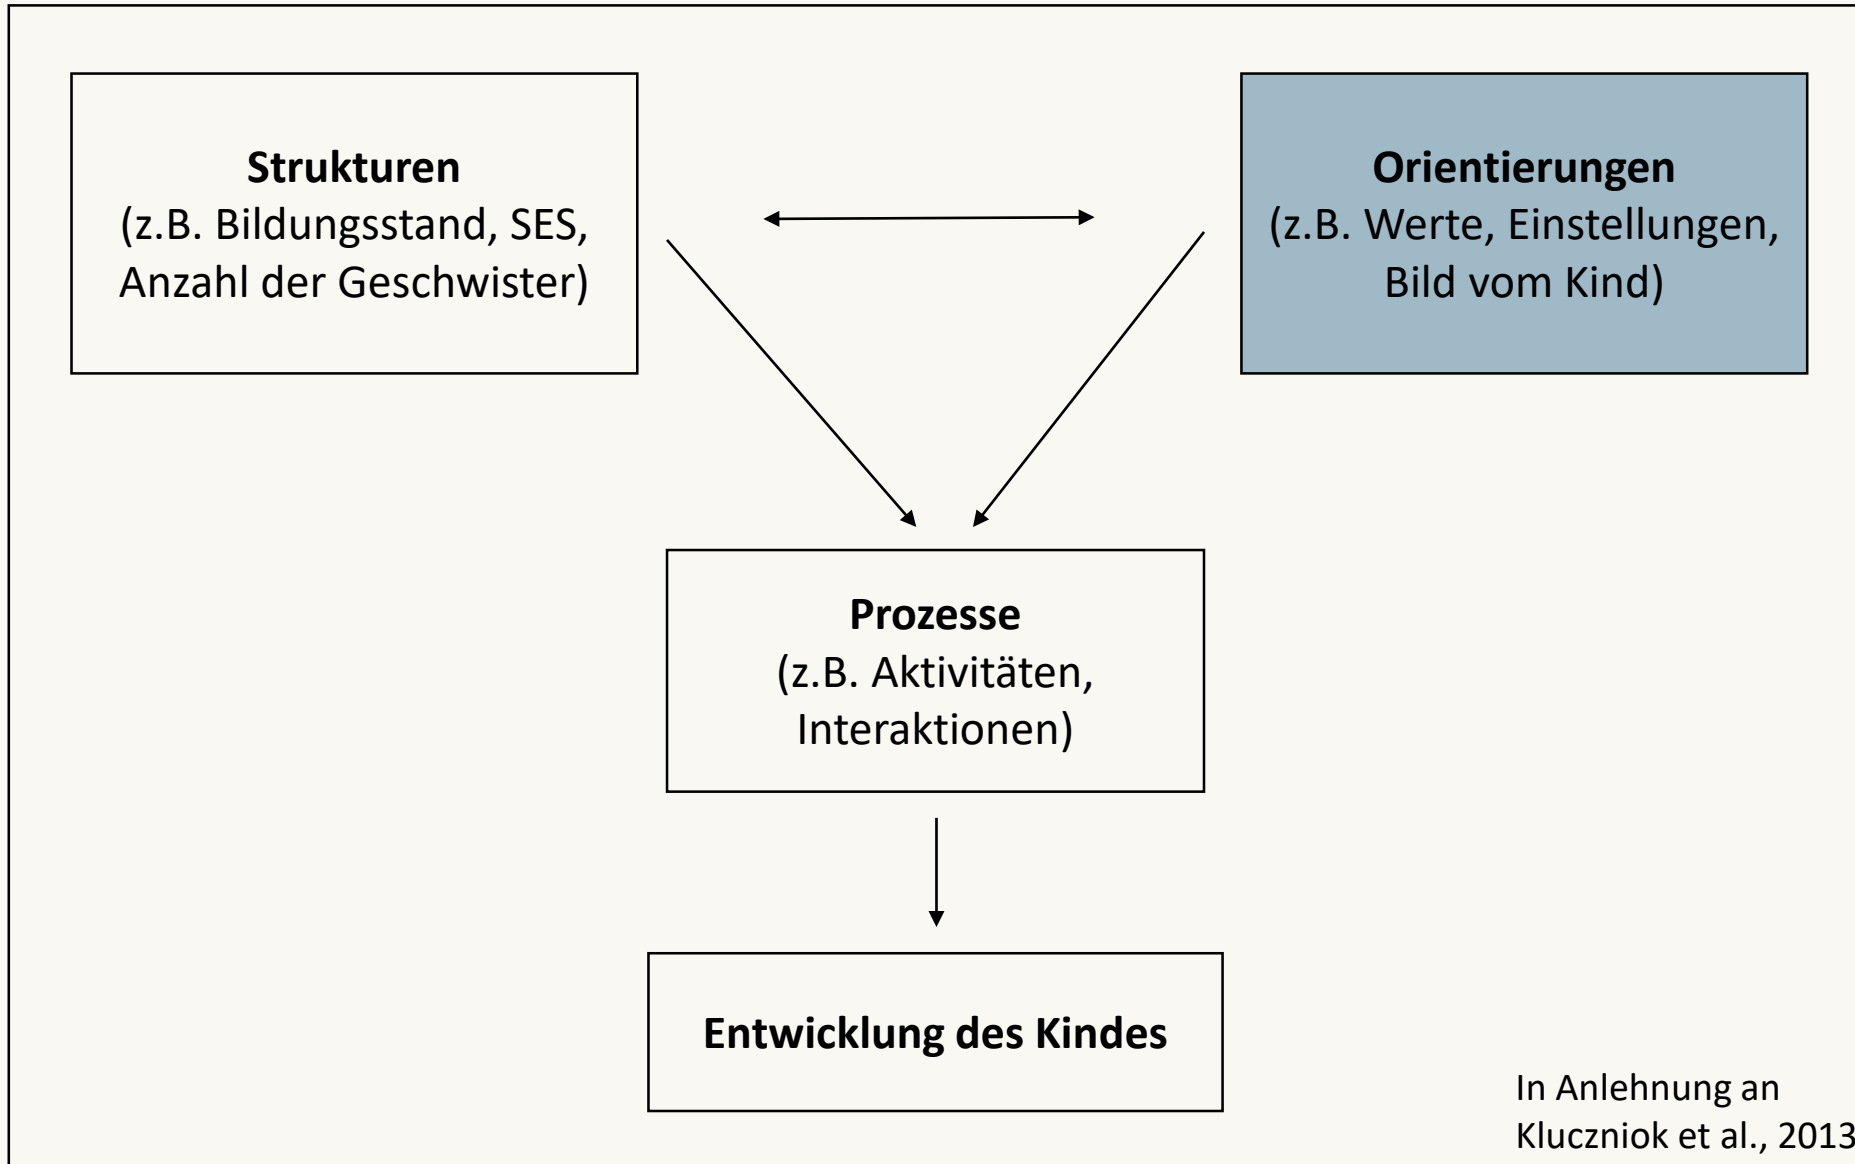 Strukturen
(z.B. Bildungsstand, SES,
Anzahl der Geschwister)
Orientierungen
(z.B. Werte, Einstellungen,
Bild vom Kind)
Prozesse
(z.B. Aktivitäten,
Interaktionen)
Entwicklung des Kindes
In Anlehnung an
Kluczniok et al., 2013